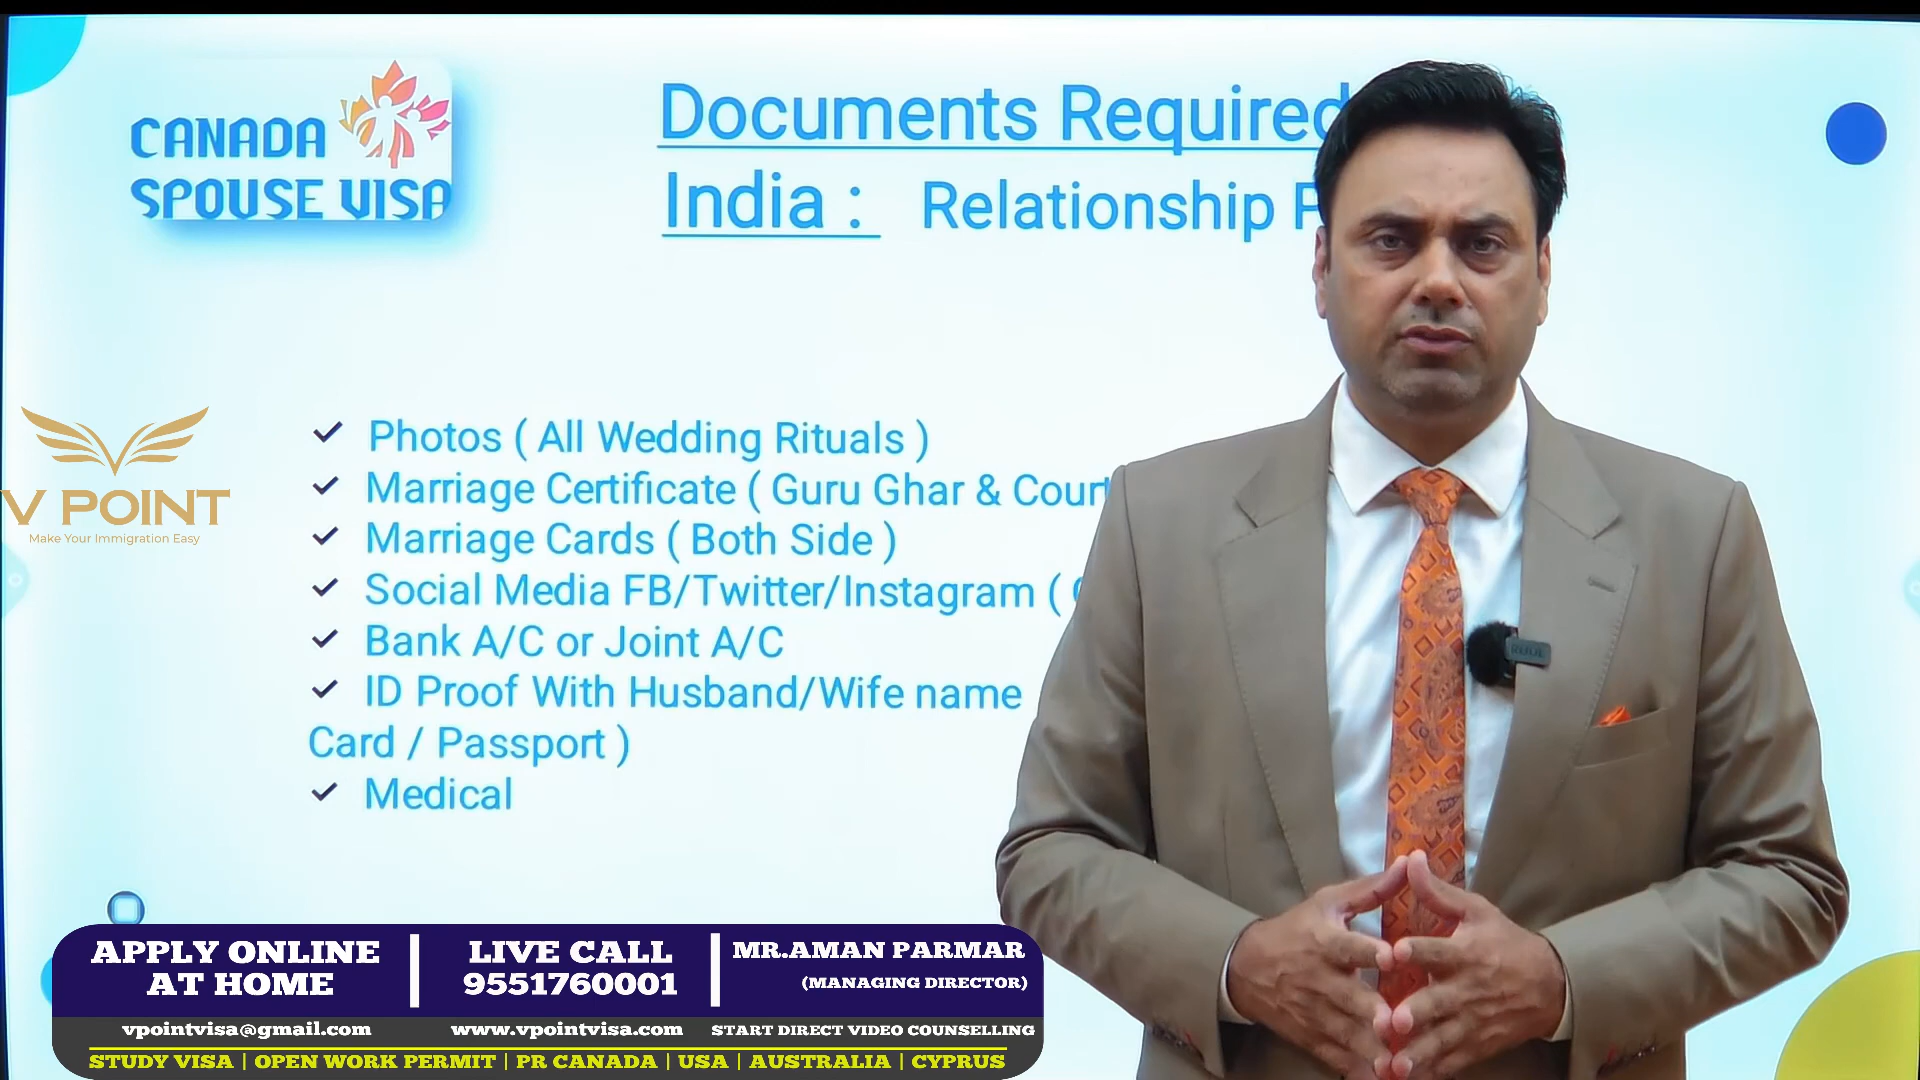 CANADA
SPOUSE VISA
Documents Required
India : Relationship
Photos ( All Wedding Rituals )
Marriage Certificate ( Guru Ghar & Court
Marriage Cards ( Both Side )
Social Media FB/Twitter/Instagram (
Bank A/C or Joint A/C
ID Proof With Husband/Wife name
Card / Passport )
Medical
V POINT
Make Your Immigration Easy
APPLY ONLINE
AT HOME
LIVE CALL
9551760001
MR.AMAN PARMAR
(MANAGING DIRECTOR)
vpointvisa@gmail.com
www.vpointvisa.com
START DIRECT VIDEO COUNSELLING
STUDY VISA | OPEN WORK PERMIT | PR CANADA | USA | AUSTRALIA | CYPRUS